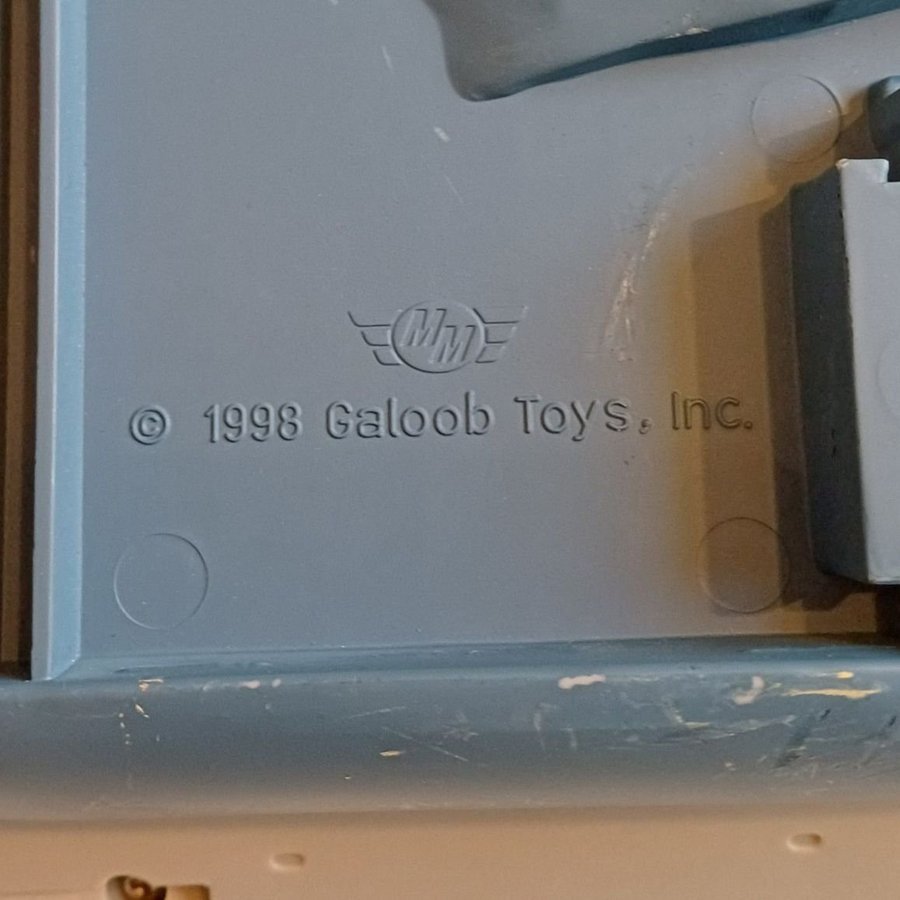 MM
© 1998 Galoob Toys, Inc.